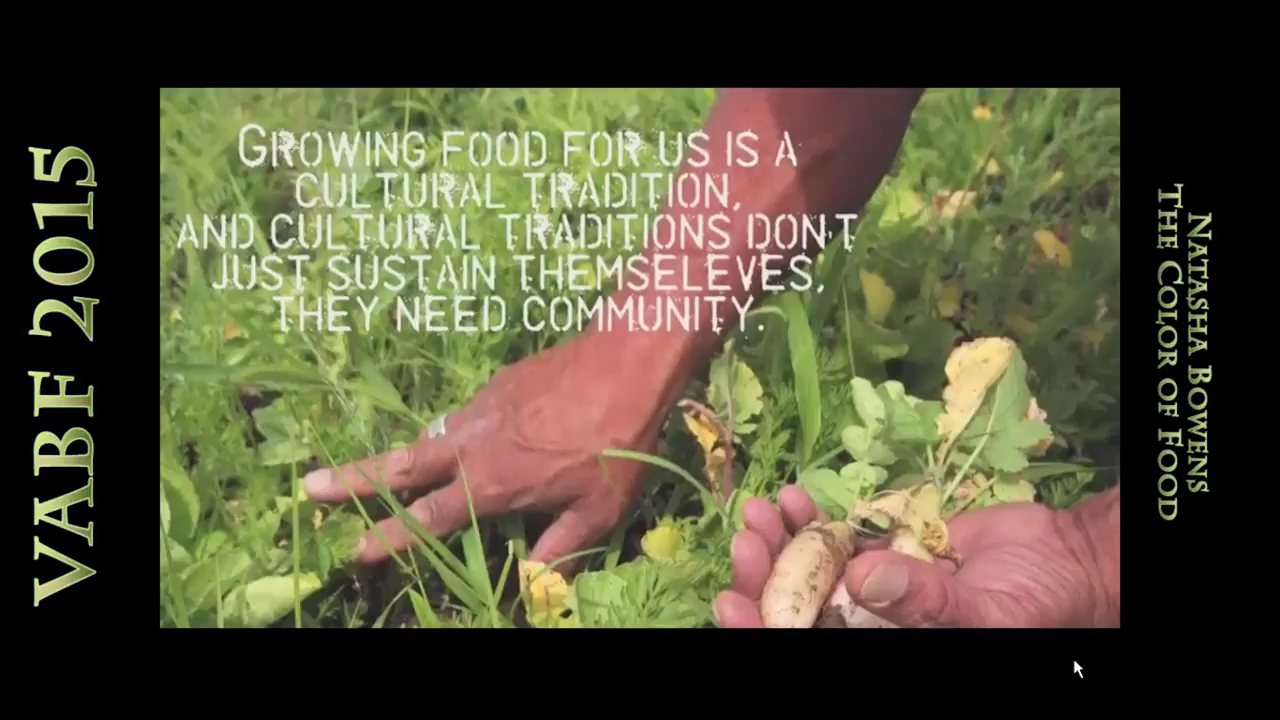 VABF 2015
GROWING FOOD FOR US IS A
CULTURAL TRADITION,
AND CULTURAL TRADITIONS DON'T
JUST SUSTAIN THEMSELEVES,
THEY NEED COMMUNITY.
NATASHA BOWENS
THE COLOR OF FOOD